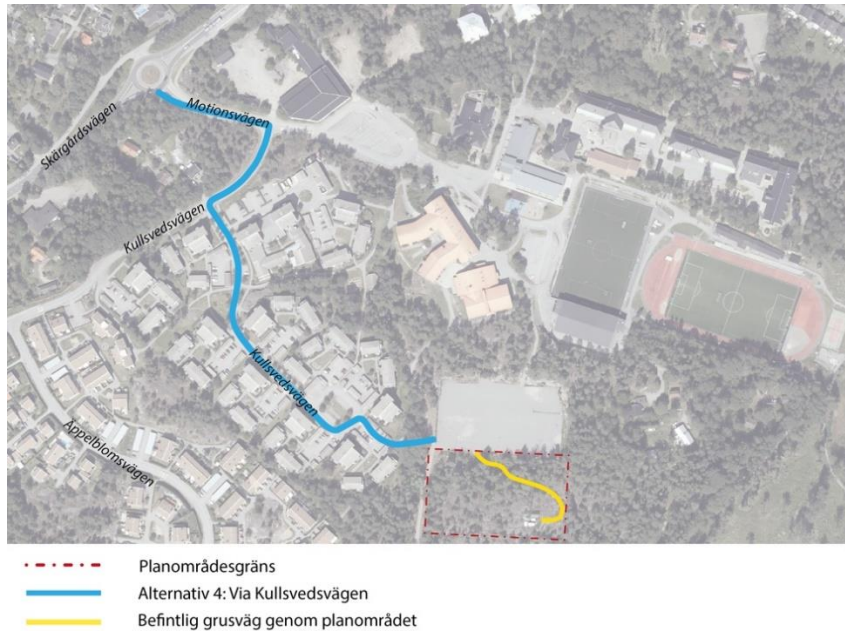 Motionsvägen
Skärgårdsvägen
Kullsvedsvägen
Kullsvedsvägen
Äppelblomsvägen
Planområdesgräns
Alternativ 4: Via Kullsvedsvägen
Befintlig grusväg genom planområdet